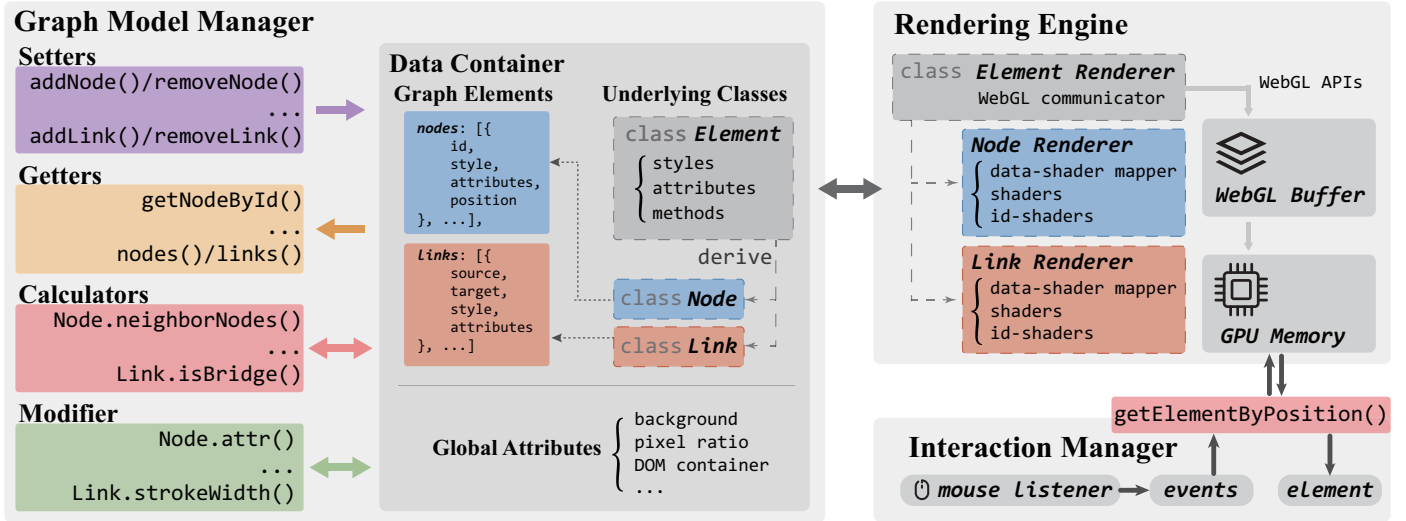 Graph Model Manager
Setters
addNode()/removeNode()
...
addLink()/removeLink()
Getters
getNodeById()
...
nodes()/links()
Calculators
Node.neighborNodes()
...
Link.isBridge()
Modifier
Node.attr()
...
Link.strokeWidth()
Data Container
Graph Elements
nodes: [{
id,
style,
attributes,
position
}, ...],
links: [{
source,
target,
style,
attributes
}, ...]
Underlying Classes
class Element
styles
attributes
methods
derive
class Node
class Link
Global Attributes
background
pixel ratio
DOM container
...
Rendering Engine
class Element Renderer
WebGL communicator
WebGL APIs
Node Renderer
data-shader mapper
shaders
id-shaders
Link Renderer
data-shader mapper
shaders
id-shaders
WebGL Buffer
GPU Memory
getElementByPosition()
Interaction Manager
mouse listener
events
element